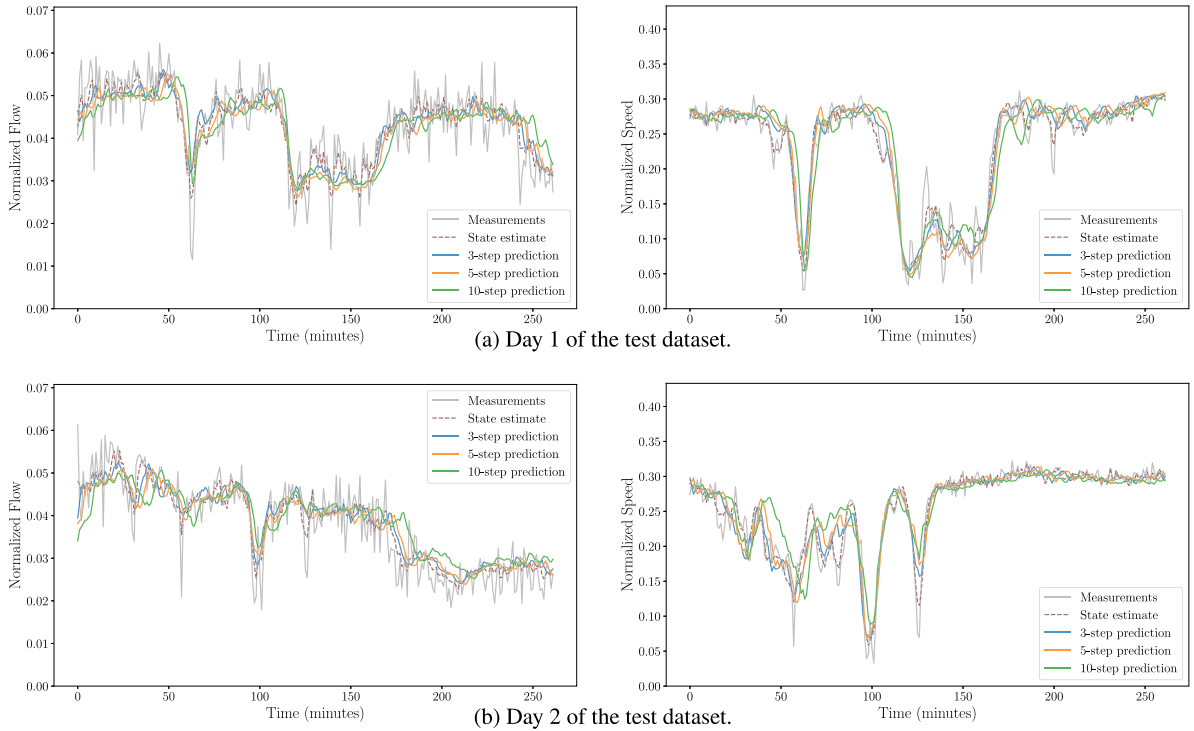 0.07
0.06
0.05
0.04
0.03
0.02
0.01
0.00
Normalized Flow
Measurements
State estimate
3-step prediction
5-step prediction
10-step prediction
0 50 100 150 200 250
Time (minutes)
0.40
0.35
0.30
0.25
0.20
0.15
0.10
0.05
0.00
Normalized Speed
Measurements
State estimate
3-step prediction
5-step prediction
10-step prediction
0 50 100 150 200 250
Time (minutes)
(a) Day 1 of the test dataset.
0.07
0.06
0.05
0.04
0.03
0.02
0.01
0.00
Normalized Flow
Measurements
State estimate
3-step prediction
5-step prediction
10-step prediction
0 50 100 150 200 250
Time (minutes)
0.40
0.35
0.30
0.25
0.20
0.15
0.10
0.05
0.00
Normalized Speed
Measurements
State estimate
3-step prediction
5-step prediction
10-step prediction
0 50 100 150 200 250
Time (minutes)
(b) Day 2 of the test dataset.